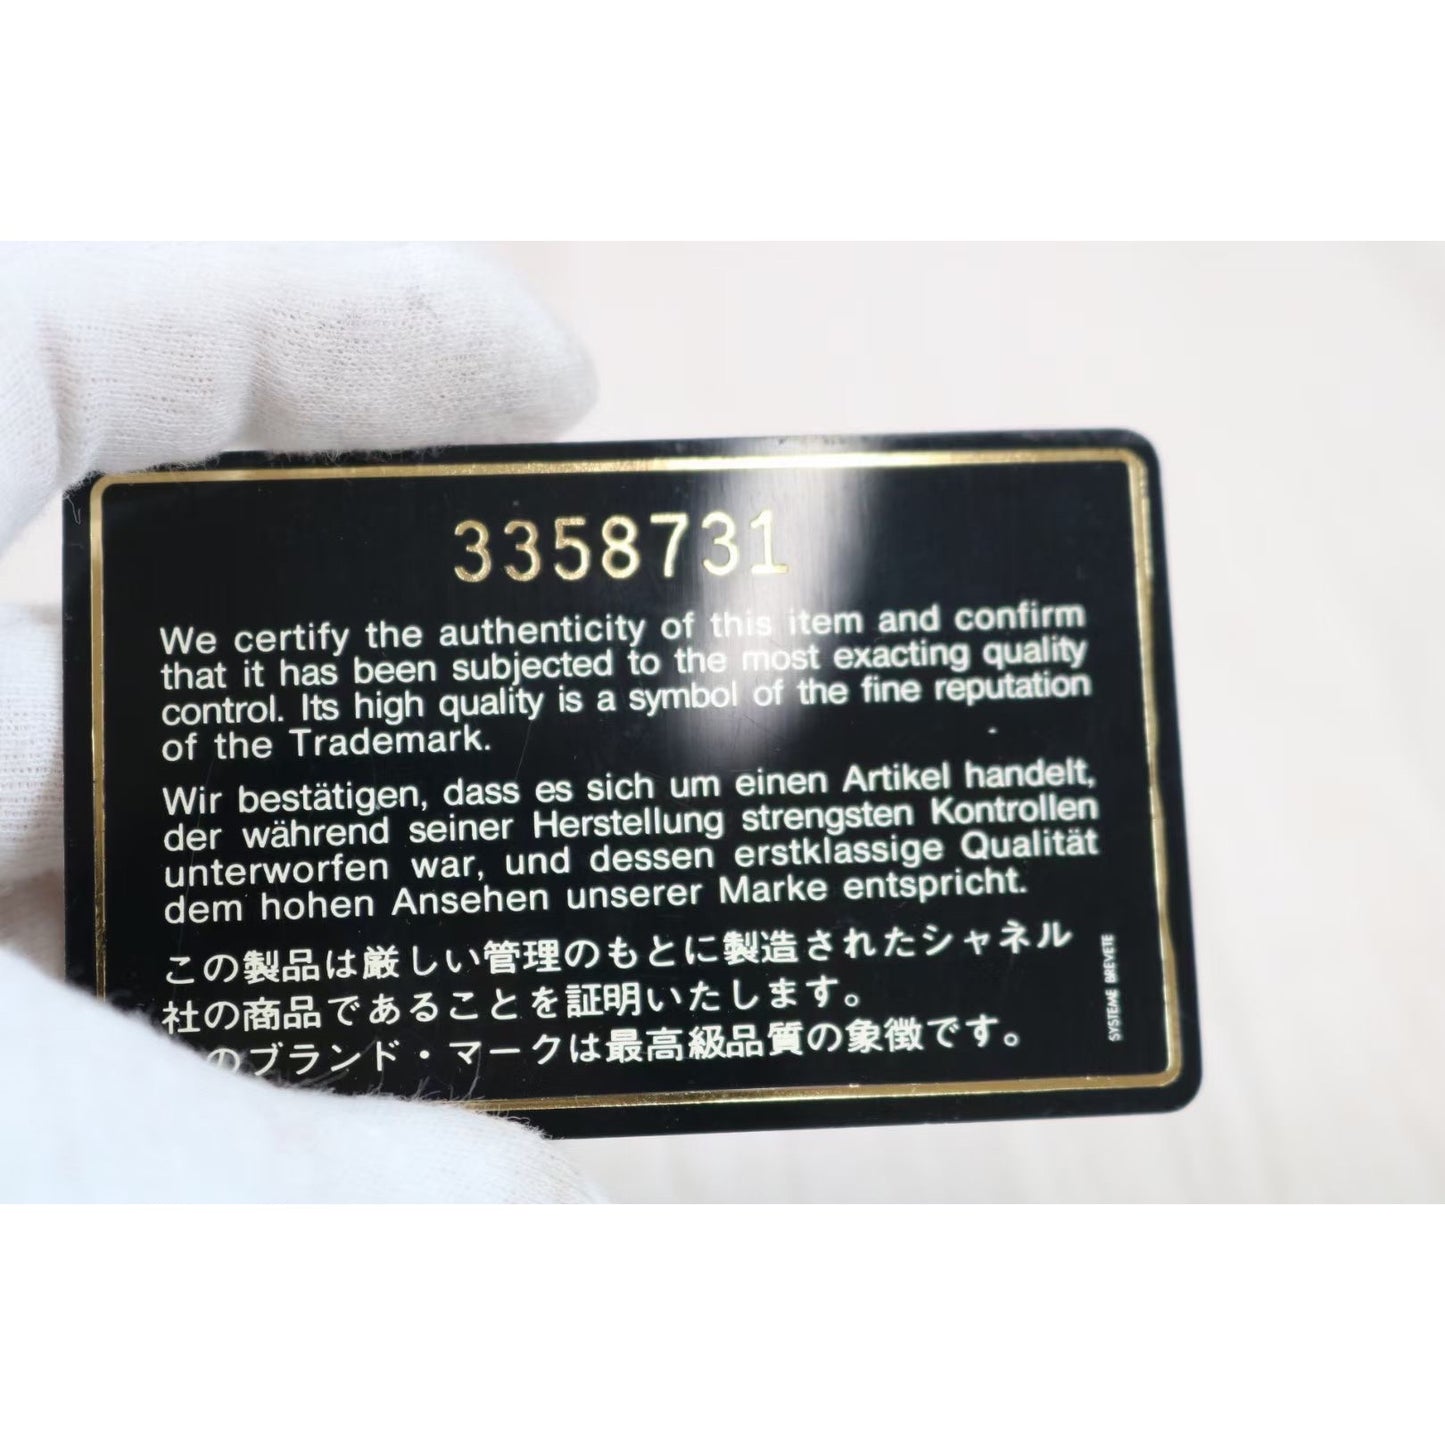 3358731
We certify the authenticity of this item and confirm
that it has been subjected to the most exacting quality
control. Its high quality is a symbol of the fine reputation
of the Trademark.
Wir bestätigen, dass es sich um einen Artikel handelt,
der während seiner Herstellung strengsten Kontrollen
unterworfen war, und dessen erstklassige Qualität
dem hohen Ansehen unserer Marke entspricht.
この製品は厳しい管理のもとに製造されたシャネル
社の商品であることを証明いたします。
のブランド・マークは最高級品質の象徴です。
SYSTEME BREVETE